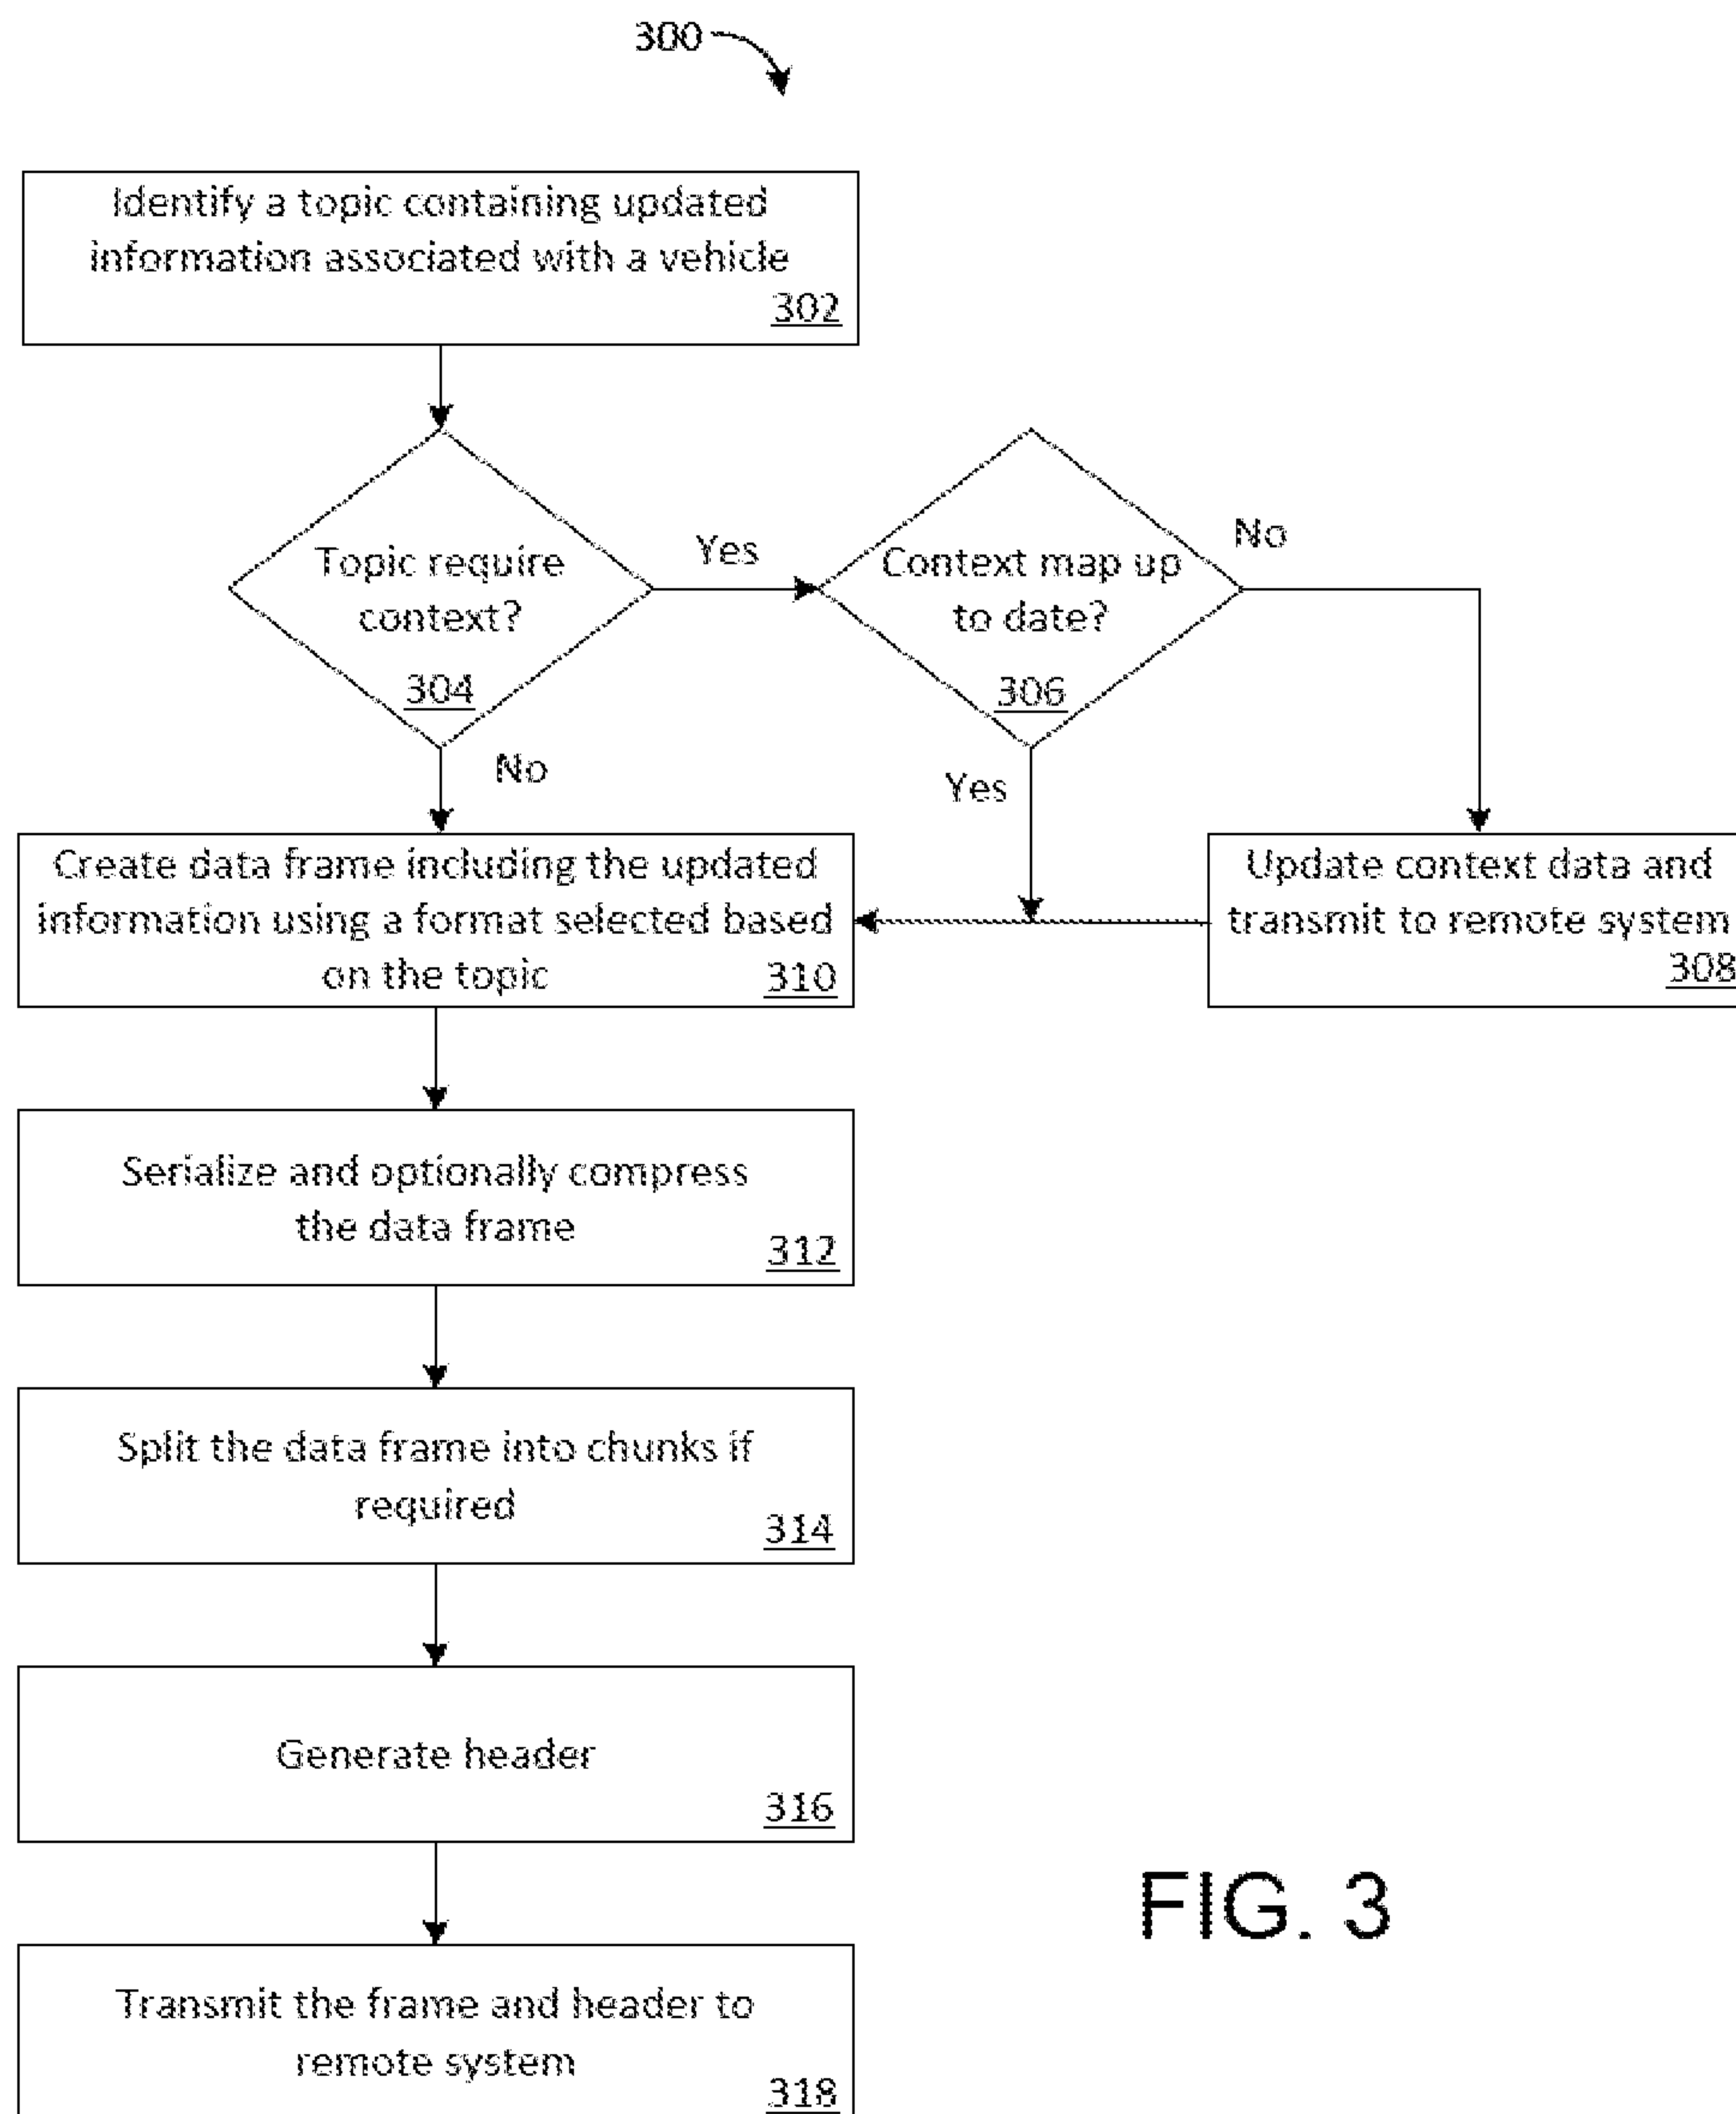 300
Identify a topic containing updated
information associated with a vehicle
302
Topic require
context?
304
Yes
Context map up
to date?
306
No
No
Yes
Create data frame including the updated
information using a format selected based
on the topic
310
Update context data and
transmit to remote system
308
Serialize and optionally compress
the data frame
312
Split the data frame into chunks if
required
314
Generate header
316
Transmit the frame and header to
remote system
318
FIG. 3